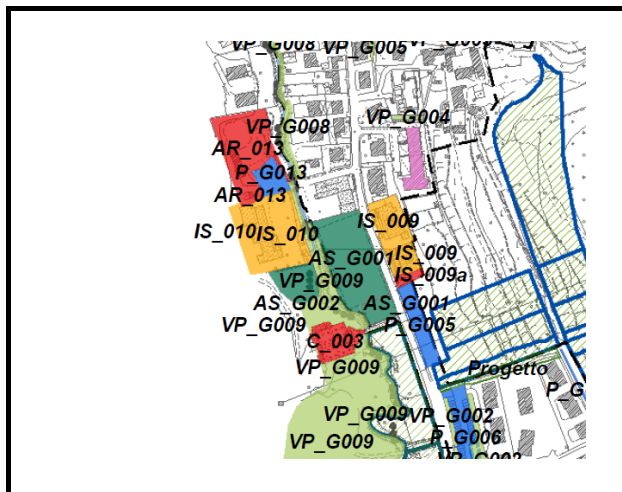 VP_G008
VP_G005
VP_G004
VP_G008
AR_013
P_G013
AR_013
IS_009
IS_010
IS_010
IS_009
AS_G001
IS_009a
VP_G009
AS_G002
AS_G001
VP_G009
P_G005
C_003
VP_G009
Progetto
P_G
VP_G009
VP_G002
VP_G009
P_G006